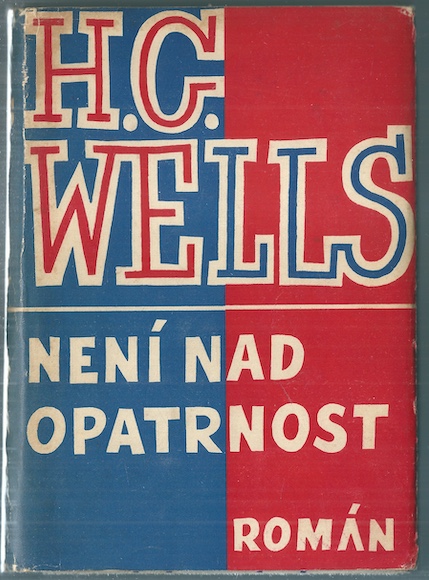 H.G.
WELLS
NENÍ NAD
OPATRNOST
ROMÁN